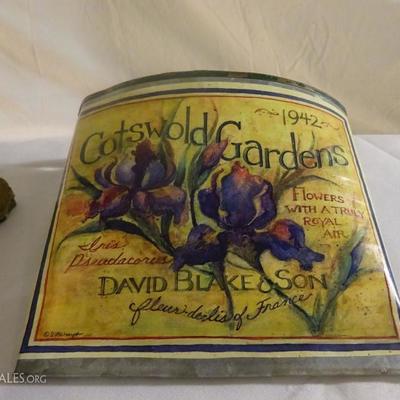 1942
Cotswold Gardens
Flowers
with a truly
royal
air
Iris
Pseudacorus
David Blake & Son
fleur-de-lis of France
ALES.ORG